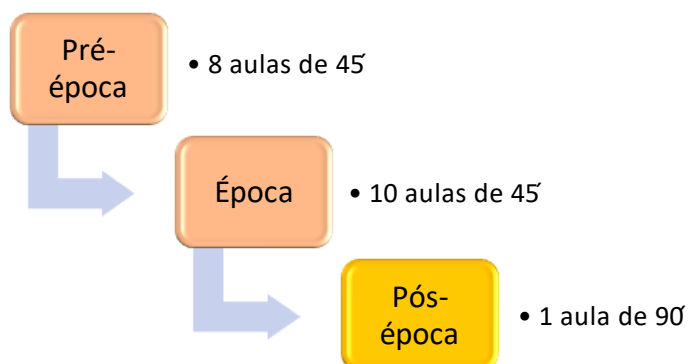 Pré-
época
• 8 aulas de 45´
Época
• 10 aulas de 45´
Pós-
época
• 1 aula de 90´